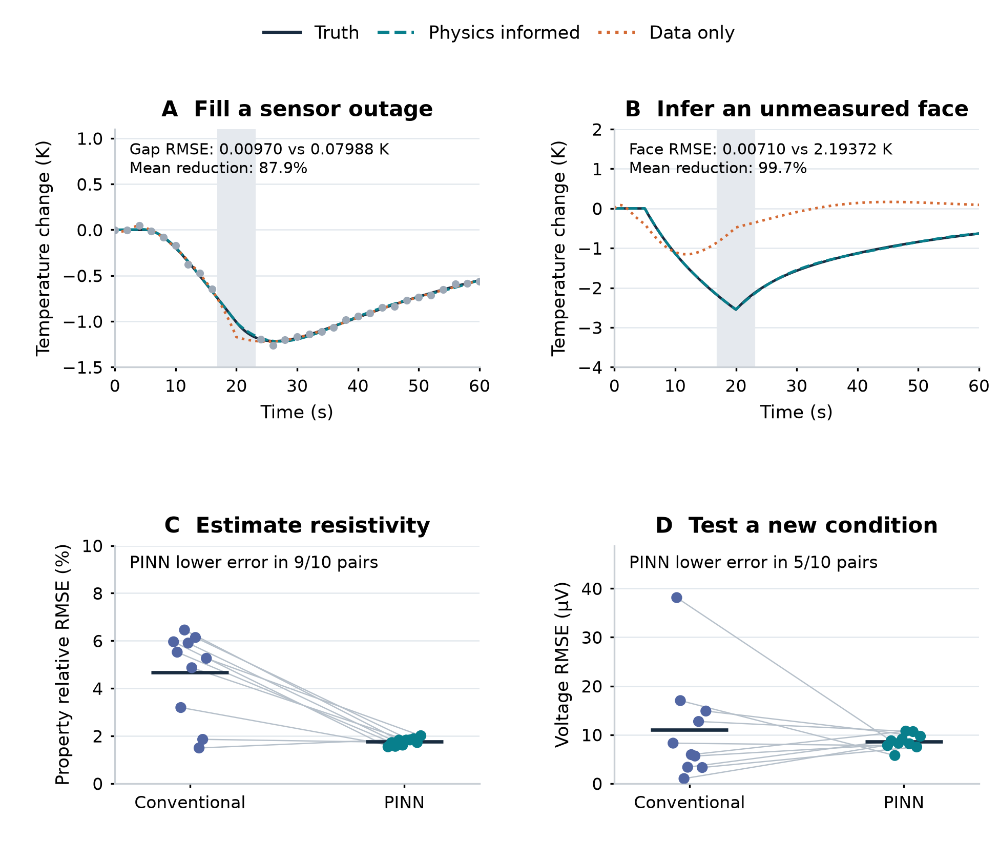 Truth Physics informed Data only
A Fill a sensor outage
Temperature change (K)
1.0
0.5
0.0
−0.5
−1.0
−1.5
Gap RMSE: 0.00970 vs 0.07988 K
Mean reduction: 87.9%
0 10 20 30 40 50 60
Time (s)
B Infer an unmeasured face
Temperature change (K)
2
1
0
−1
−2
−3
−4
Face RMSE: 0.00710 vs 2.19372 K
Mean reduction: 99.7%
0 10 20 30 40 50 60
Time (s)
C Estimate resistivity
Property relative RMSE (%)
10
8
6
4
2
0
PINN lower error in 9/10 pairs
Conventional PINN
D Test a new condition
Voltage RMSE (µV)
40
30
20
10
0
PINN lower error in 5/10 pairs
Conventional PINN